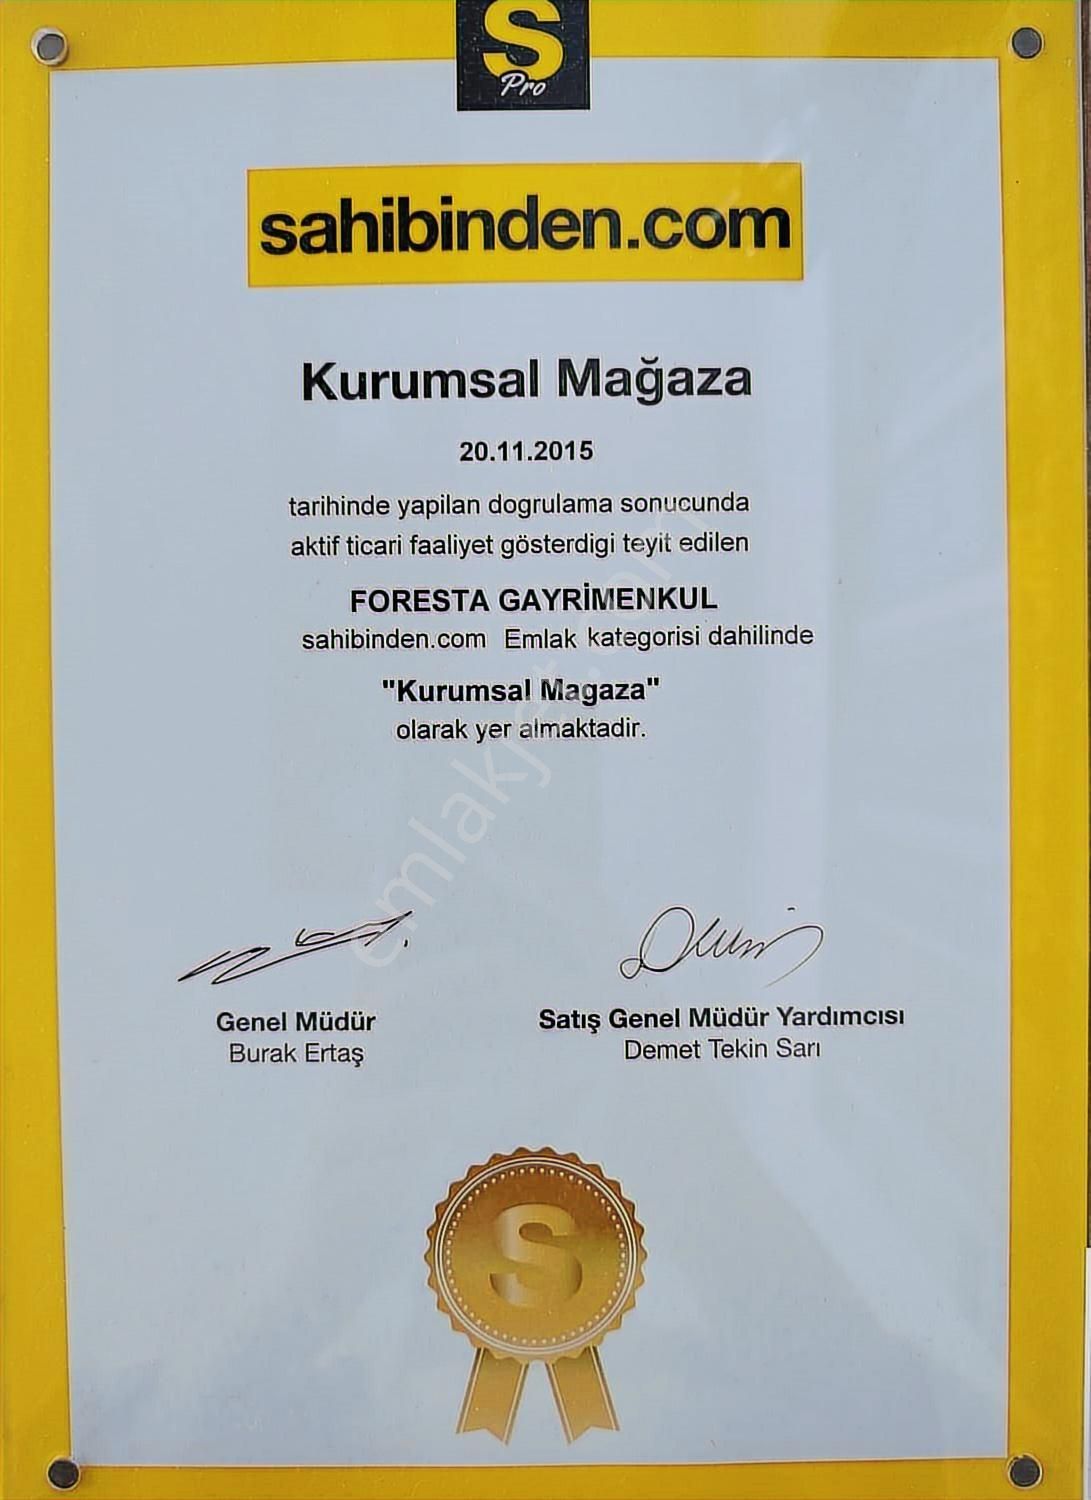 S
Pro
sahibinden.com
Kurumsal Mağaza
20.11.2015
tarihinde yapilan dogrulama sonucunda
aktif ticari faaliyet gösterdigi teyit edilen
FORESTA GAYRİMENKUL
sahibinden.com Emlak kategorisi dahilinde
"Kurumsal Magaza"
olarak yer almaktadir.
emlakjet.com
Genel Müdür
Burak Ertaş
Satış Genel Müdür Yardımcısı
Demet Tekin Sarı
S